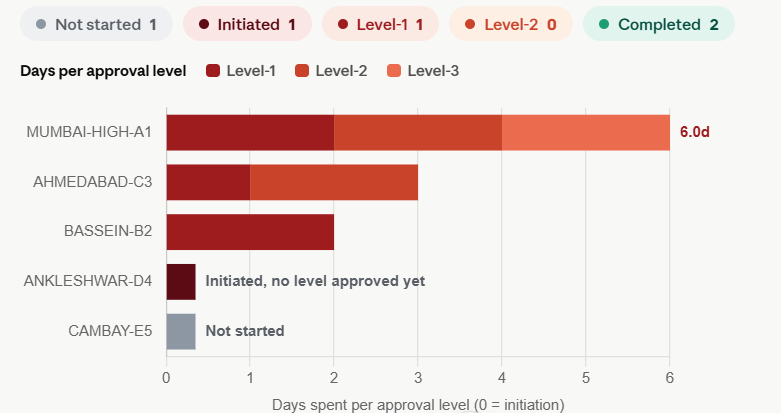 Not started 1 Initiated 1 Level-1 1 Level-2 0 Completed 2
Days per approval level Level-1 Level-2 Level-3
MUMBAI-HIGH-A1 6.0d
AHMEDABAD-C3
BASSEIN-B2
ANKLESHWAR-D4 Initiated, no level approved yet
CAMBAY-E5 Not started
0 1 2 3 4 5 6
Days spent per approval level (0 = initiation)